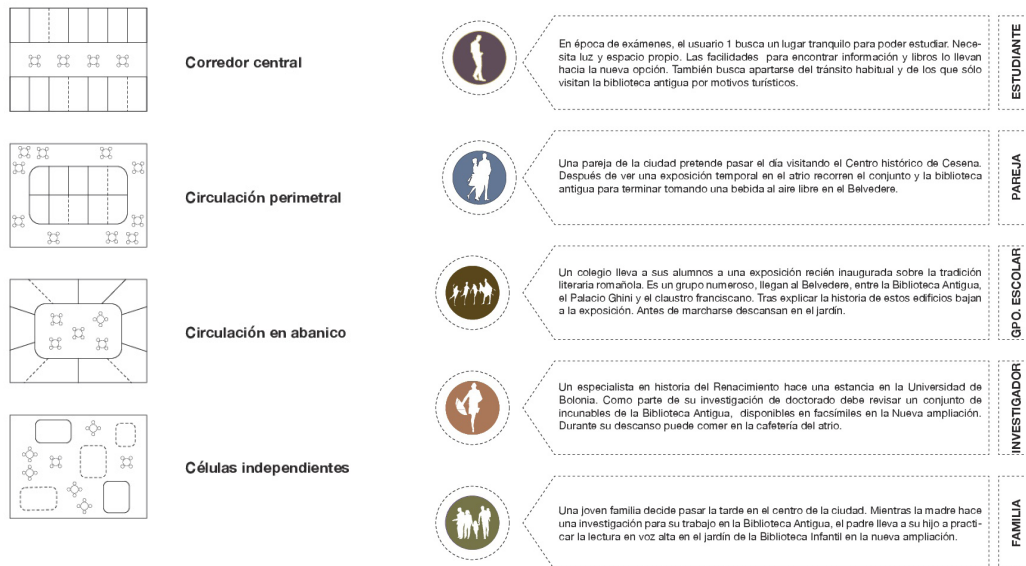 Corredor central
Circulación perimetral
Circulación en abanico
Células independientes
En época de exámenes, el usuario 1 busca un lugar tranquilo para poder estudiar. Nece-
sita luz y espacio propio. Las facilidades para encontrar información y libros lo llevan
hacia la nueva opción. También busca apartarse del tránsito habitual y de los que sólo
visitan la biblioteca antigua por motivos turísticos.
ESTUDIANTE
Una pareja de la ciudad pretende pasar el día visitando el Centro histórico de Cesena.
Después de ver una exposición temporal en el atrio recorren el conjunto y la biblioteca
antigua para terminar tomando una bebida al aire libre en el Belvedere.
PAREJA
Un colegio lleva a sus alumnos a una exposición recién inaugurada sobre la tradición
literaria romañola. Es un grupo numeroso, llegan al Belvedere, entre la Biblioteca Antigua,
el Palacio Ghini y el claustro franciscano. Tras explicar la historia de estos edificios bajan
a la exposición. Antes de marcharse descansan en el jardín.
GPO. ESCOLAR
Un especialista en historia del Renacimiento hace una estancia en la Universidad de
Bolonia. Como parte de su investigación de doctorado debe revisar un conjunto de
incunables de la Biblioteca Antigua, disponibles en facsímiles en la Nueva ampliación.
Durante su descanso puede comer en la cafetería del atrio.
INVESTIGADOR
Una joven familia decide pasar la tarde en el centro de la ciudad. Mientras la madre hace
una investigación para su trabajo en la Biblioteca Antigua, el padre lleva a su hijo a practi-
car la lectura en voz alta en el jardín de la Biblioteca Infantil en la nueva ampliación.
FAMILIA